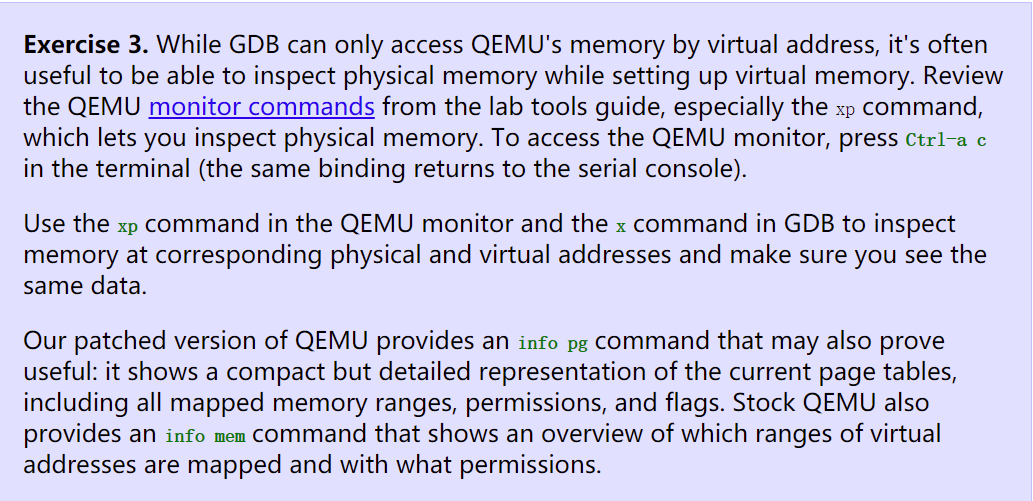 Exercise 3. While GDB can only access QEMU's memory by virtual address, it's often
useful to be able to inspect physical memory while setting up virtual memory. Review
the QEMU monitor commands from the lab tools guide, especially the xp command,
which lets you inspect physical memory. To access the QEMU monitor, press Ctrl-a c
in the terminal (the same binding returns to the serial console).
Use the xp command in the QEMU monitor and the x command in GDB to inspect
memory at corresponding physical and virtual addresses and make sure you see the
same data.
Our patched version of QEMU provides an info pg command that may also prove
useful: it shows a compact but detailed representation of the current page tables,
including all mapped memory ranges, permissions, and flags. Stock QEMU also
provides an info mem command that shows an overview of which ranges of virtual
addresses are mapped and with what permissions.